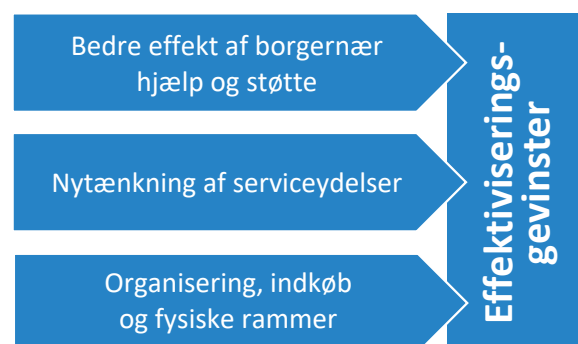 Bedre effekt af borgernær
hjælp og støtte
Nytænkning af serviceydelser
Organisering, indkøb
og fysiske rammer
Effektiviserings-
gevinster